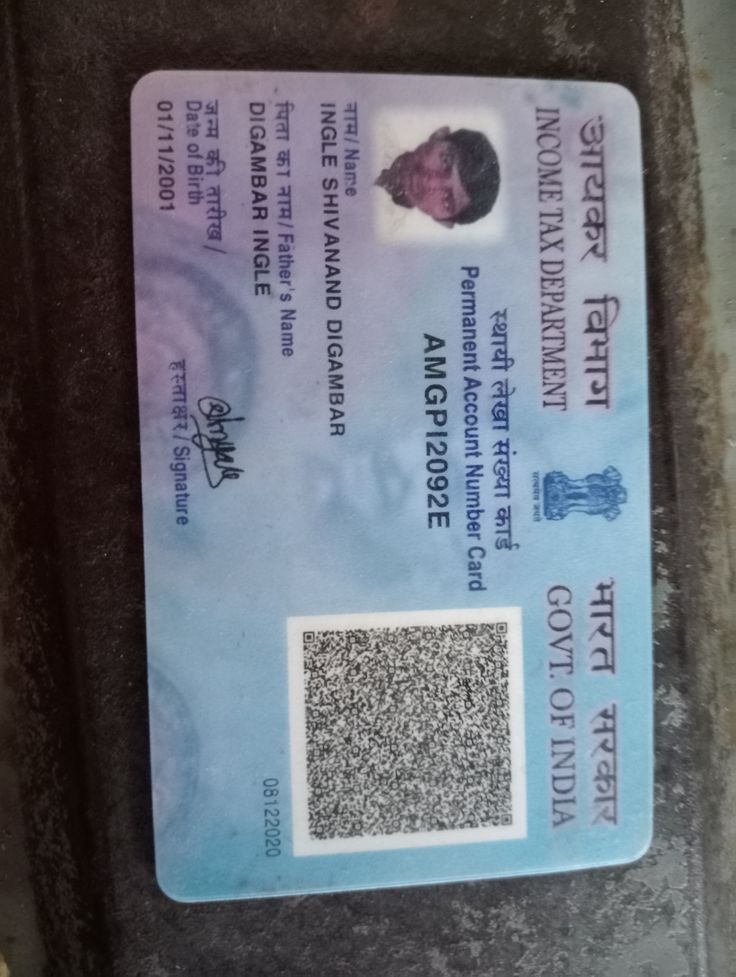 आयकर विभाग
INCOME TAX DEPARTMENT
सत्यमेव जयते
भारत सरकार
GOVT. OF INDIA
स्थायी लेखा संख्या कार्ड
Permanent Account Number Card
AMGPI2092E
नाम / Name
INGLE SHIVANAND DIGAMBAR
पिता का नाम / Father's Name
DIGAMBAR INGLE
जन्म की तारीख /
Date of Birth
01/11/2001
हस्ताक्षर / Signature
08122020